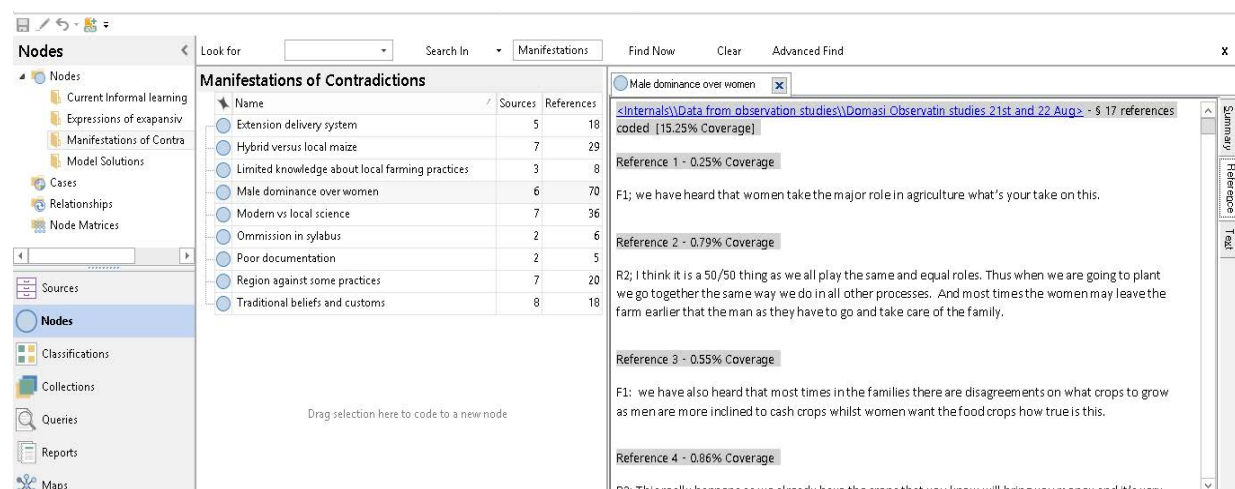 Nodes
Look for
Search In
Manifestations
Find Now
Clear
Advanced Find
x
Nodes
Current Informal learning
Expressions of exapansiv
Manifestations of Contra
Model Solutions
Cases
Relationships
Node Matrices
Sources
Nodes
Classifications
Collections
Queries
Reports
Maps
Manifestations of Contradictions
Name Sources References
Extension delivery system 5 18
Hybrid versus local maize 7 29
Limited knowledge about local farming practices 3 8
Male dominance over women 6 70
Modern vs local science 7 36
Ommission in sylabus 2 6
Poor documentation 2 5
Region against some practices 7 20
Traditional beliefs and customs 8 18
Drag selection here to code to a new node
Male dominance over women
<Internals\\Data from observation studies\\Domasi Observatin studies 21st and 22 Aug> - § 17 references
coded [15.25% Coverage]
Reference 1 - 0.25% Coverage
F1; we have heard that women take the major role in agriculture what's your take on this.
Reference 2 - 0.79% Coverage
R2; I think it is a 50/50 thing as we all play the same and equal roles. Thus when we are going to plant
we go together the same way we do in all other processes. And most times the women may leave the
farm earlier that the man as they have to go and take care of the family.
Reference 3 - 0.55% Coverage
F1: we have also heard that most times in the families there are disagreements on what crops to grow
as men are more inclined to cash crops whilst women want the food crops how true is this.
Reference 4 - 0.86% Coverage
Summary
Reference
Text